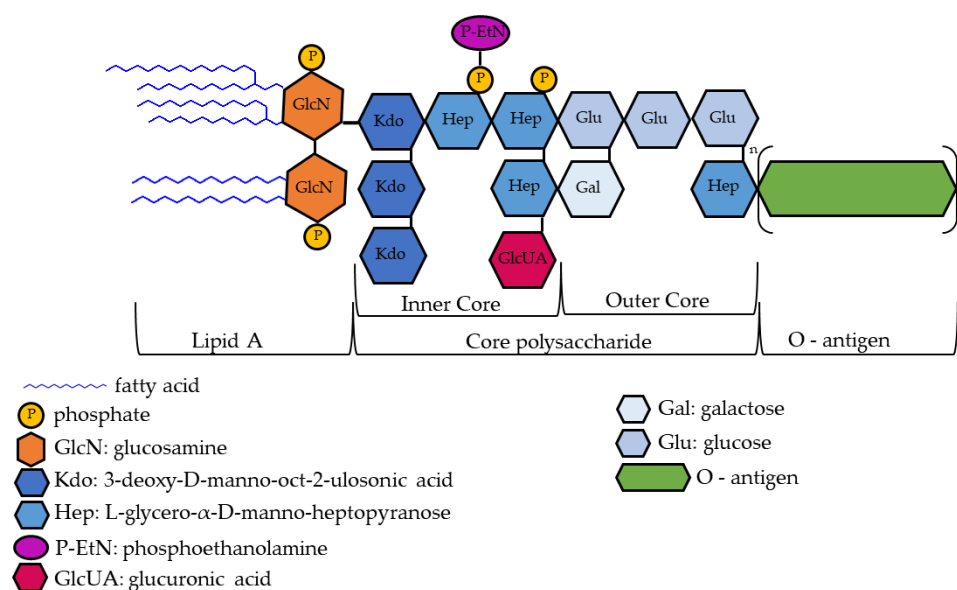 P-EtN
P P P
GlcN Kdo Hep Hep Glu Glu Glu
n
GlcN Kdo Hep Gal Hep
P
Kdo GlcUA
Inner Core Outer Core
Lipid A Core polysaccharide O - antigen
fatty acid
P phosphate
GlcN: glucosamine
Kdo: 3-deoxy-D-manno-oct-2-ulosonic acid
Hep: L-glycero-α-D-manno-heptopyranose
P-EtN: phosphoethanolamine
GlcUA: glucuronic acid
Gal: galactose
Glu: glucose
O - antigen